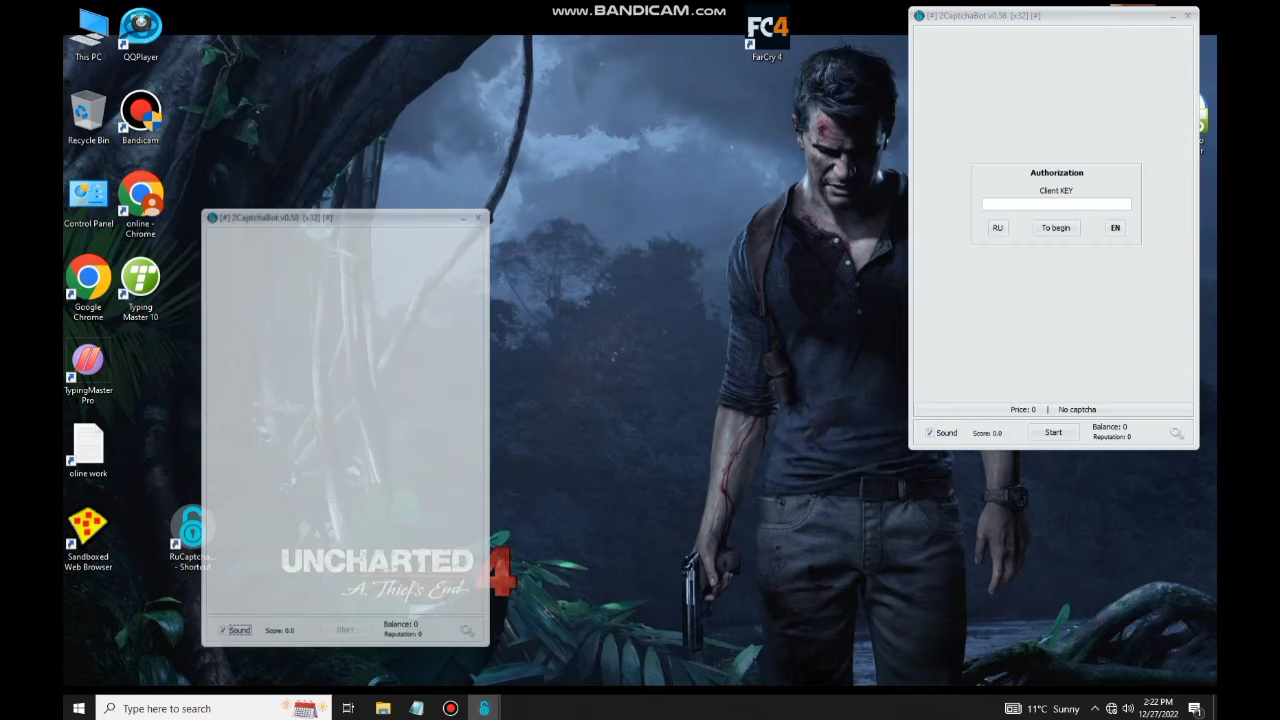 WWW.BANDICAM.COM
This PC
QQPlayer
FC4
FarCry 4
[#] 2CaptchaBot v0.58 [x32] [#]
Recycle Bin
Bandicam
Authorization
Client KEY
RU
To begin
EN
Control Panel
online -
Chrome
[#] 2CaptchaBot v0.58 [x32] [#]
Google
Chrome
Typing
Master 10
TypingMaster
Pro
Price: 0 | No captcha
Sound
Score: 0.0
Start
Balance: 0
Reputation: 0
oline work
Sandboxed
Web Browser
RuCaptcha...
- Shortcut
UNCHARTED 4
A Thief's End
Sound
Score: 0.0
Start
Balance: 0
Reputation: 0
Type here to search
11°C Sunny
2:22 PM
12/27/2022
1